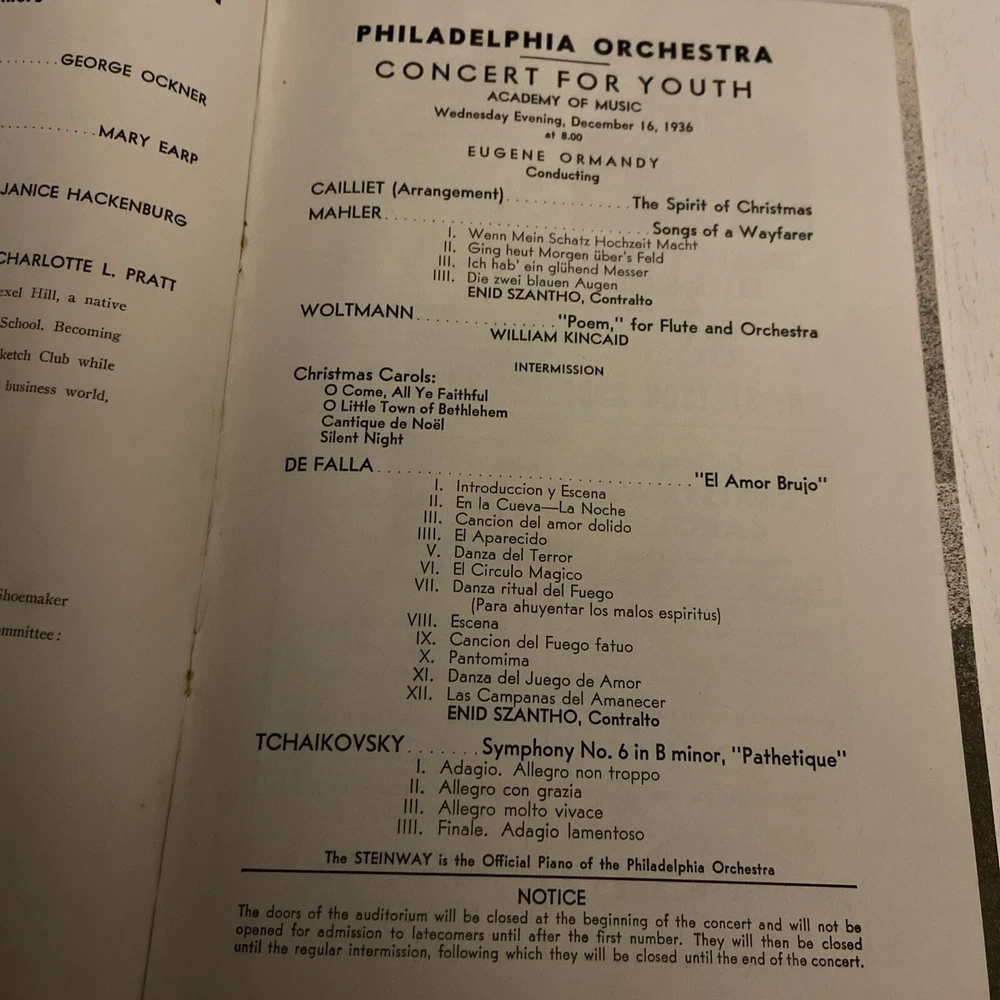 GEORGE OCKNER
MARY EARP
JANICE HACKENBURG
CHARLOTTE L. PRATT
Hill, a native
School. Becoming
Club while
business world,
Shoemaker
PHILADELPHIA ORCHESTRA
CONCERT FOR YOUTH
ACADEMY OF MUSIC
Wednesday Evening, December 16, 1936
at 8.00
EUGENE ORMANDY
Conducting
CAILLIET (Arrangement)..............The Spirit of Christmas
MAHLER..............................Songs of a Wayfarer
I. Wenn Mein Schatz Hochzeit Macht
II. Ging heut Morgen über's Feld
III. Ich hab' ein glühend Messer
IIII. Die zwei blauen Augen
ENID SZANTHO, Contralto
WOLTMANN..............."Poem," for Flute and Orchestra
WILLIAM KINCAID
INTERMISSION
Christmas Carols:
O Come, All Ye Faithful
O Little Town of Bethlehem
Cantique de Noël
Silent Night
DE FALLA..................................."El Amor Brujo"
I. Introduccion y Escena
II. En la Cueva—La Noche
III. Cancion del amor dolido
IIII. El Aparecido
V. Danza del Terror
VI. El Circulo Magico
VII. Danza ritual del Fuego
(Para ahuyentar los malos espiritus)
VIII. Escena
IX. Cancion del Fuego fatuo
X. Pantomima
XI. Danza del Juego de Amor
XII. Las Campanas del Amanecer
ENID SZANTHO, Contralto
TCHAIKOVSKY.......Symphony No. 6 in B minor, "Pathetique"
I. Adagio. Allegro non troppo
II. Allegro con grazia
III. Allegro molto vivace
IIII. Finale. Adagio lamentoso
The STEINWAY is the Official Piano of the Philadelphia Orchestra
NOTICE
The doors of the auditorium will be closed at the beginning of the concert and will not be
opened for admission to latecomers until after the first number. They will then be closed
until the regular intermission, following which they will be closed until the end of the concert.